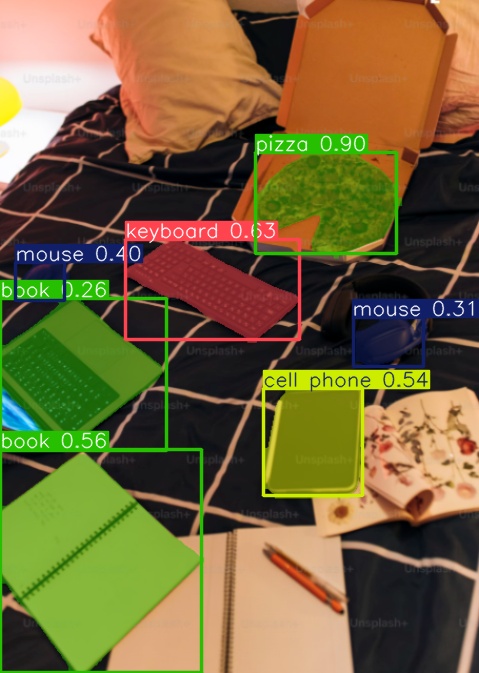 Unsplash+
pizza 0.90
keyboard 0.63
mouse 0.40
book 0.26
mouse 0.31
cell phone 0.54
book 0.56